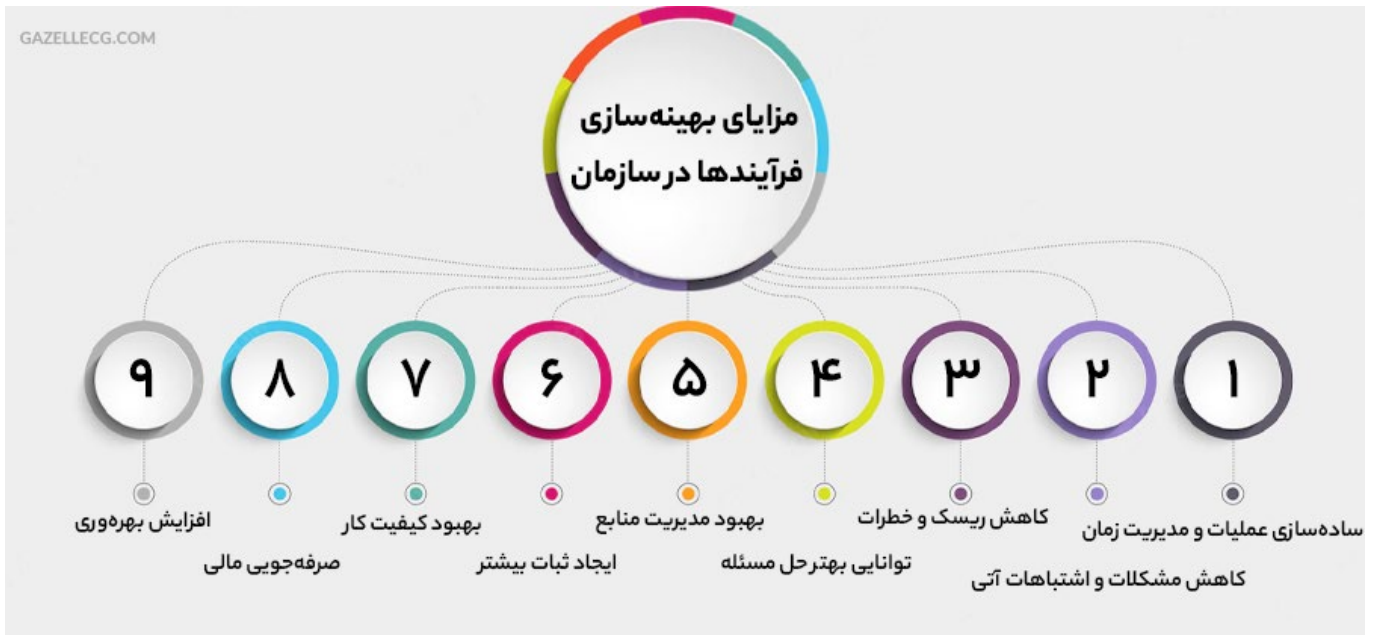 GAZELLECG.COM
مزایای بهینه‌سازی
فرآیندها در سازمان
۱
۲
۳
۴
۵
۶
۷
۸
۹
ساده‌سازی عملیات و مدیریت زمان
کاهش مشکلات و اشتباهات آتی
کاهش ریسک و خطرات
توانایی بهتر حل مسئله
بهبود مدیریت منابع
ایجاد ثبات بیشتر
بهبود کیفیت کار
صرفه‌جویی مالی
افزایش بهره‌وری